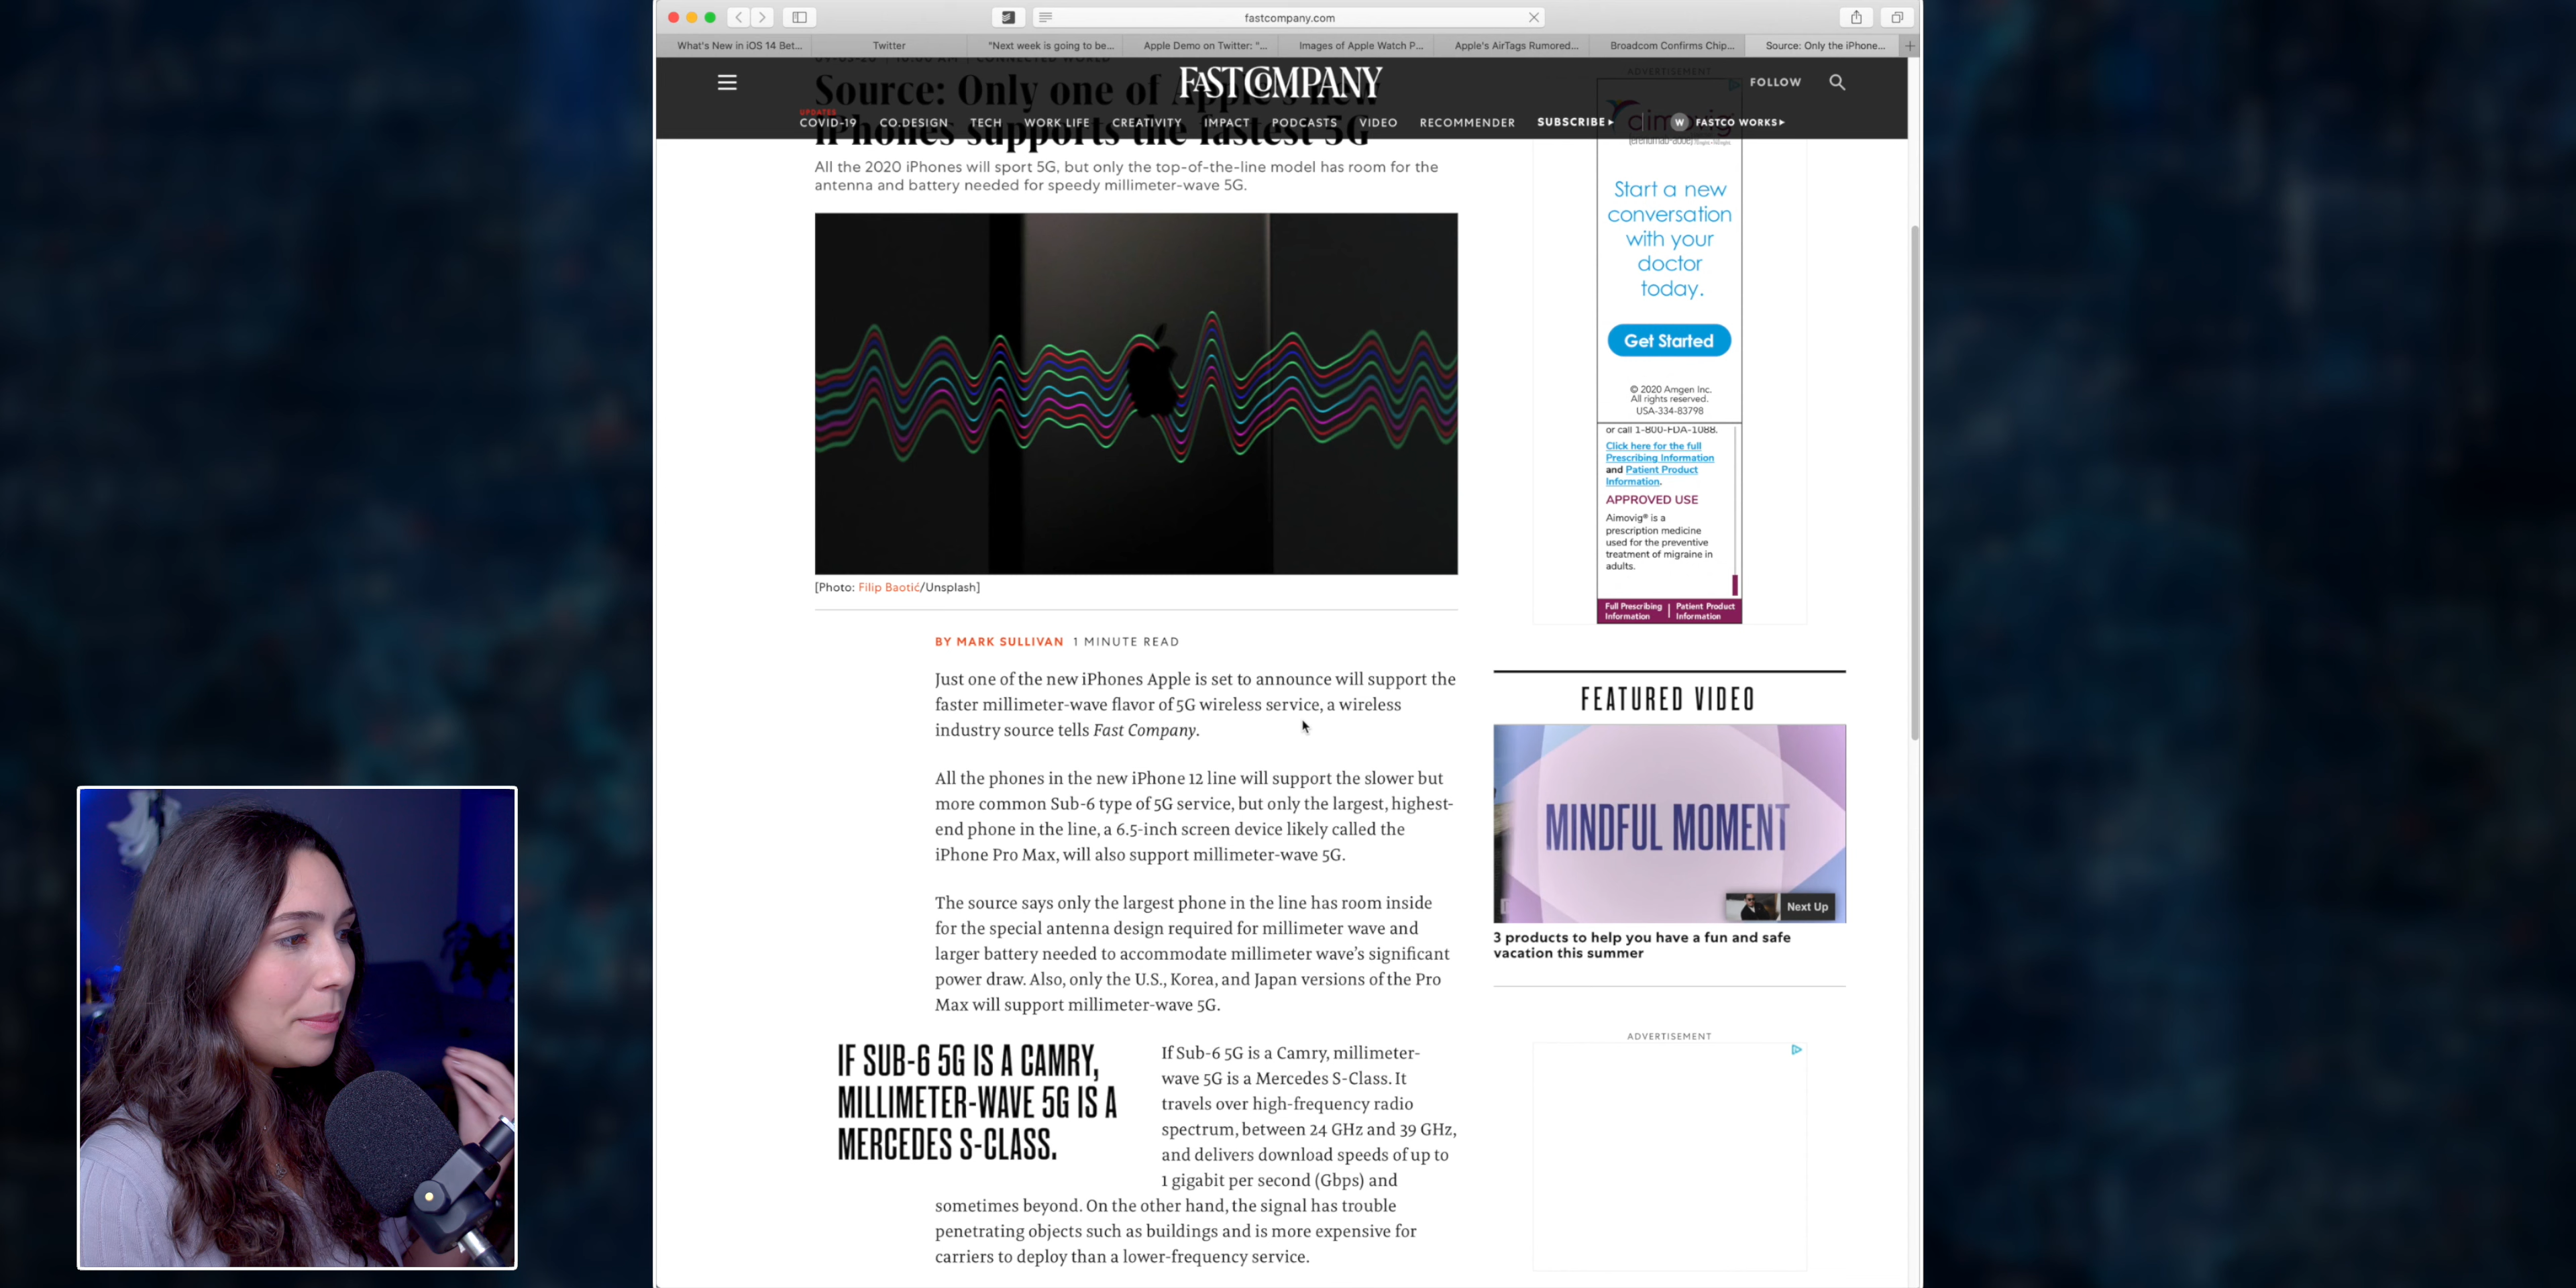 fastcompany.com
What's New in iOS 14 Bet...
Twitter
"Next week is going to be...
Apple Demo on Twitter: "...
Images of Apple Watch P...
Apple's AirTags Rumored...
Broadcom Confirms Chip...
Source: Only the iPhone...
FAST COMPANY
FOLLOW
UPDATES
COVID-19
CO.DESIGN
TECH
WORK LIFE
CREATIVITY
IMPACT
PODCASTS
VIDEO
RECOMMENDER
SUBSCRIBE
W
FASTCO WORKS
Source: Only one of Apple's new
iPhones supports the fastest 5G
All the 2020 iPhones will sport 5G, but only the top-of-the-line model has room for the
antenna and battery needed for speedy millimeter-wave 5G.
[Photo: Filip Baotić/Unsplash]
BY MARK SULLIVAN 1 MINUTE READ
Just one of the new iPhones Apple is set to announce will support the
faster millimeter-wave flavor of 5G wireless service, a wireless
industry source tells Fast Company.
All the phones in the new iPhone 12 line will support the slower but
more common Sub-6 type of 5G service, but only the largest, highest-
end phone in the line, a 6.5-inch screen device likely called the
iPhone Pro Max, will also support millimeter-wave 5G.
The source says only the largest phone in the line has room inside
for the special antenna design required for millimeter wave and
larger battery needed to accommodate millimeter wave's significant
power draw. Also, only the U.S., Korea, and Japan versions of the Pro
Max will support millimeter-wave 5G.
IF SUB-6 5G IS A CAMRY,
MILLIMETER-WAVE 5G IS A
MERCEDES S-CLASS.
If Sub-6 5G is a Camry, millimeter-
wave 5G is a Mercedes S-Class. It
travels over high-frequency radio
spectrum, between 24 GHz and 39 GHz,
and delivers download speeds of up to
1 gigabit per second (Gbps) and
sometimes beyond. On the other hand, the signal has trouble
penetrating objects such as buildings and is more expensive for
carriers to deploy than a lower-frequency service.
ADVERTISEMENT
aimovig
Start a new
conversation
with your
doctor
today.
Get Started
© 2020 Amgen Inc.
All rights reserved.
USA-334-83798
or call 1-800-FDA-1088.
Click here for the full
Prescribing Information
and Patient Product
Information.
APPROVED USE
Aimovig® is a
prescription medicine
used for the preventive
treatment of migraine in
adults.
Full Prescribing
Information
Patient Product
Information
FEATURED VIDEO
MINDFUL MOMENT
Next Up
3 products to help you have a fun and safe
vacation this summer
ADVERTISEMENT